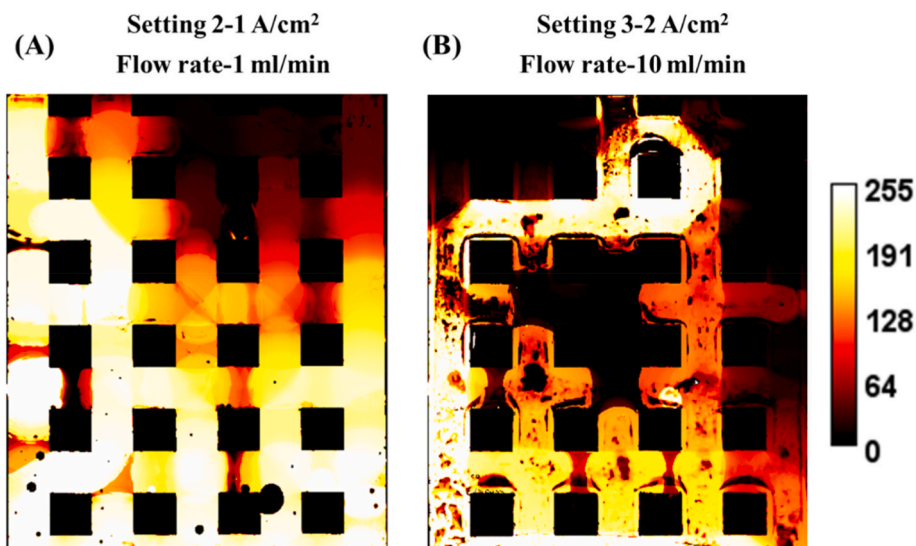 (A)
Setting 2-1 A/cm²
Flow rate-1 ml/min
(B)
Setting 3-2 A/cm²
Flow rate-10 ml/min
255
191
128
64
0